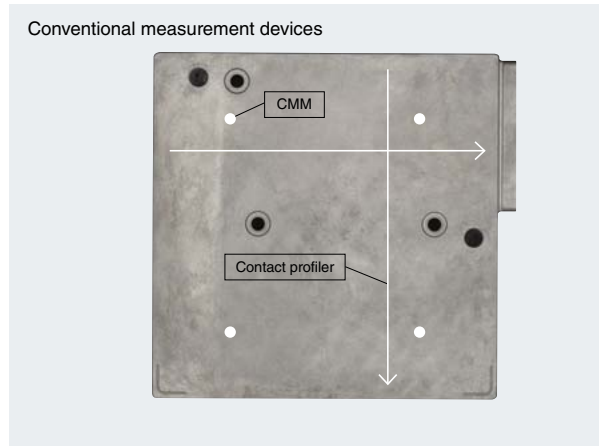 Conventional measurement devices
CMM
Contact profiler